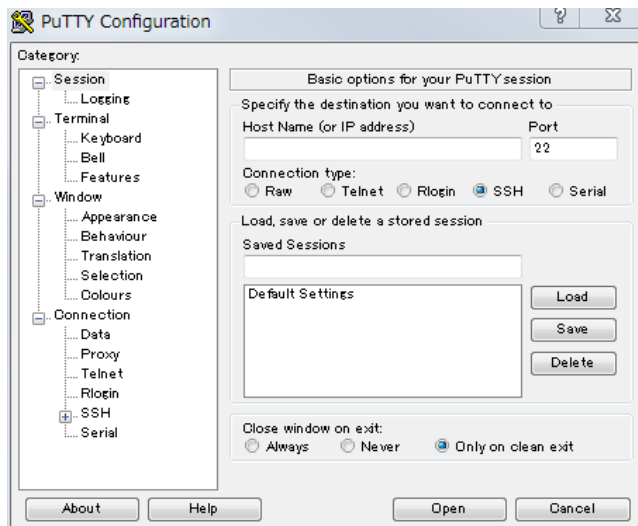 PuTTY Configuration
Category:
Session
Logging
Terminal
Keyboard
Bell
Features
Window
Appearance
Behaviour
Translation
Selection
Colours
Connection
Data
Proxy
Telnet
Rlogin
SSH
Serial
Basic options for your PuTTY session
Specify the destination you want to connect to
Host Name (or IP address) Port
22
Connection type:
Raw Telnet Rlogin SSH Serial
Load, save or delete a stored session
Saved Sessions
Default Settings
Load
Save
Delete
Close window on exit:
Always Never Only on clean exit
About Help Open Cancel